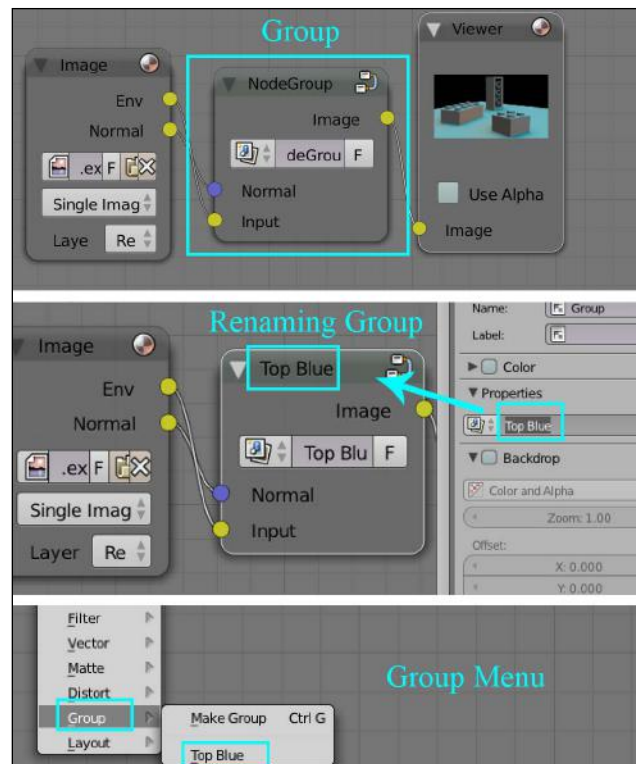 Group
Image
Env
Normal
.ex F
Single Imag
Laye Re
NodeGroup
Image
deGrou F
Normal
Input
Viewer
Use Alpha
Image
Renaming Group
Image
Env
Normal
.ex F
Single Imag
Layer Re
Top Blue
Image
Top Blu F
Normal
Input
Name: Group
Label:
Color
Properties
Top Blue
Backdrop
Color and Alpha
Zoom: 1.00
Offset:
X: 0.000
Y: 0.000
Group Menu
Filter
Vector
Matte
Distort
Group
Layout
Make Group Ctrl G
Top Blue